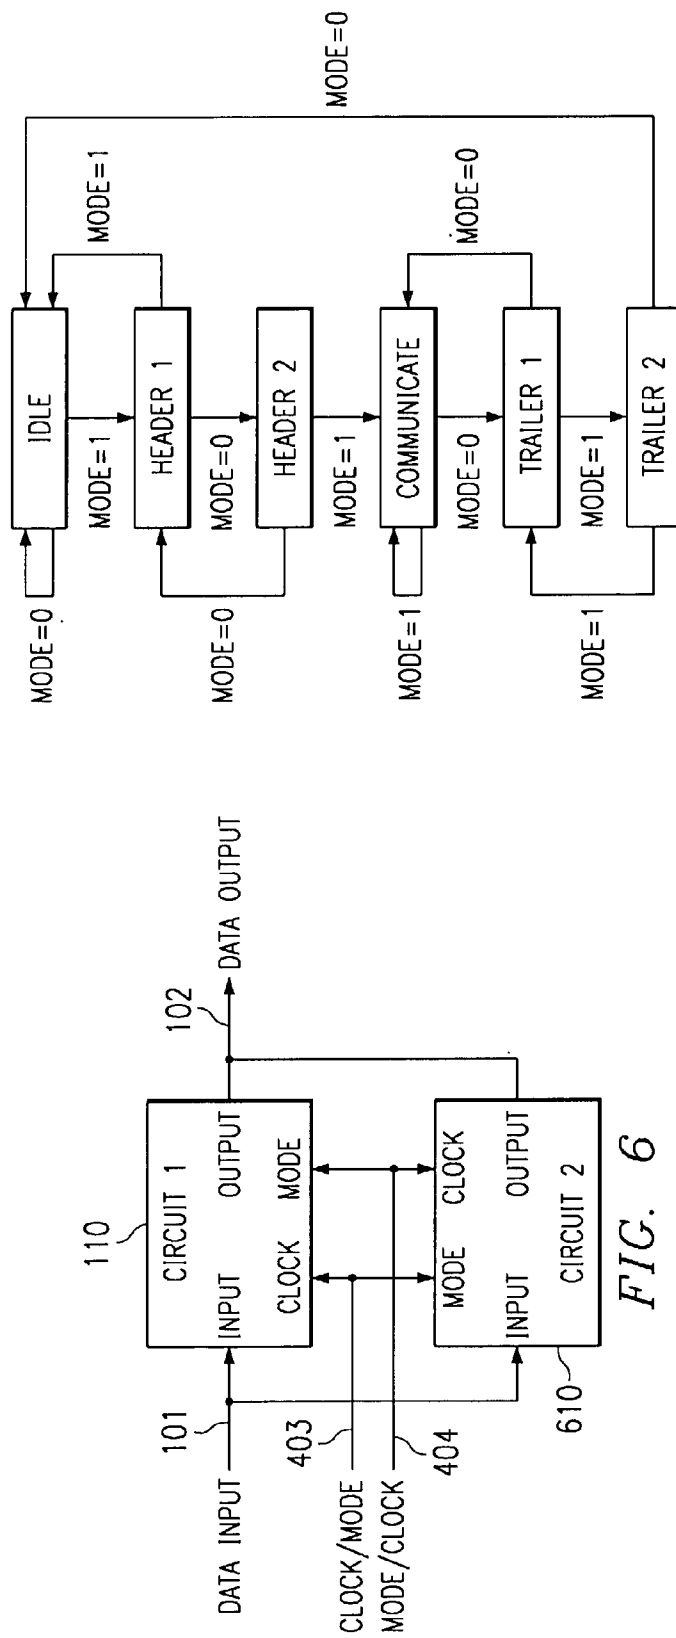 DATA INPUT
101
CLOCK/MODE
403
MODE/CLOCK
404
110
CIRCUIT 1
INPUT
OUTPUT
CLOCK
MODE
102
DATA OUTPUT
MODE
CLOCK
INPUT
OUTPUT
CIRCUIT 2
610
FIG. 6
MODE=0
IDLE
MODE=1
MODE=1
HEADER 1
MODE=0
MODE=0
HEADER 2
MODE=1
MODE=1
COMMUNICATE
MODE=0
MODE=0
TRAILER 1
MODE=1
MODE=1
TRAILER 2
MODE=0